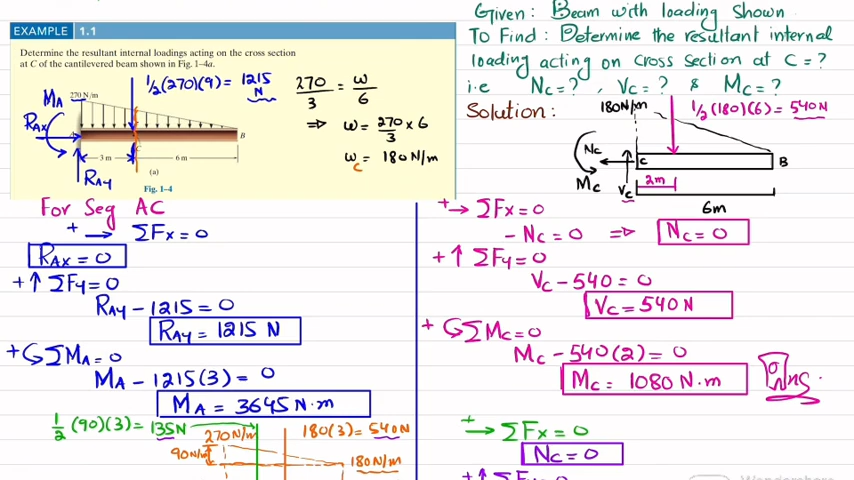 EXAMPLE 1.1
Determine the resultant internal loadings acting on the cross section
at C of the cantilevered beam shown in Fig. 1–4a.
270 N/m
1/2(270)(9) = 1215 N
MA
RAx
RAy
B
3 m
6 m
(a)
Fig. 1–4
270/3 = w/6
⇒ w = 270/3 × 6
wC = 180 N/m
Given: Beam with loading shown
To Find: Determine the resultant internal
loading acting on cross section at C = ?
i.e NC = ? , VC = ? & MC = ?
Solution:
180 N/m
1/2(180)(6) = 540 N
NC
C
B
MC
VC
2m
6m
For Seg AC
+→ ΣFx = 0
RAx = 0
+↑ ΣFy = 0
RAy – 1215 = 0
RAy = 1215 N
+↺ ΣMA = 0
MA – 1215(3) = 0
MA = 3645 N·m
1/2 (90)(3) = 135N
270 N/m
180(3) = 540N
90N/m
180 N/m
+→ ΣFx = 0
– NC = 0 ⇒ NC = 0
+↑ ΣFy = 0
VC – 540 = 0
VC = 540 N
+↺ ΣMC = 0
MC – 540(2) = 0
MC = 1080 N·m
Ans.
+→ ΣFx = 0
NC = 0